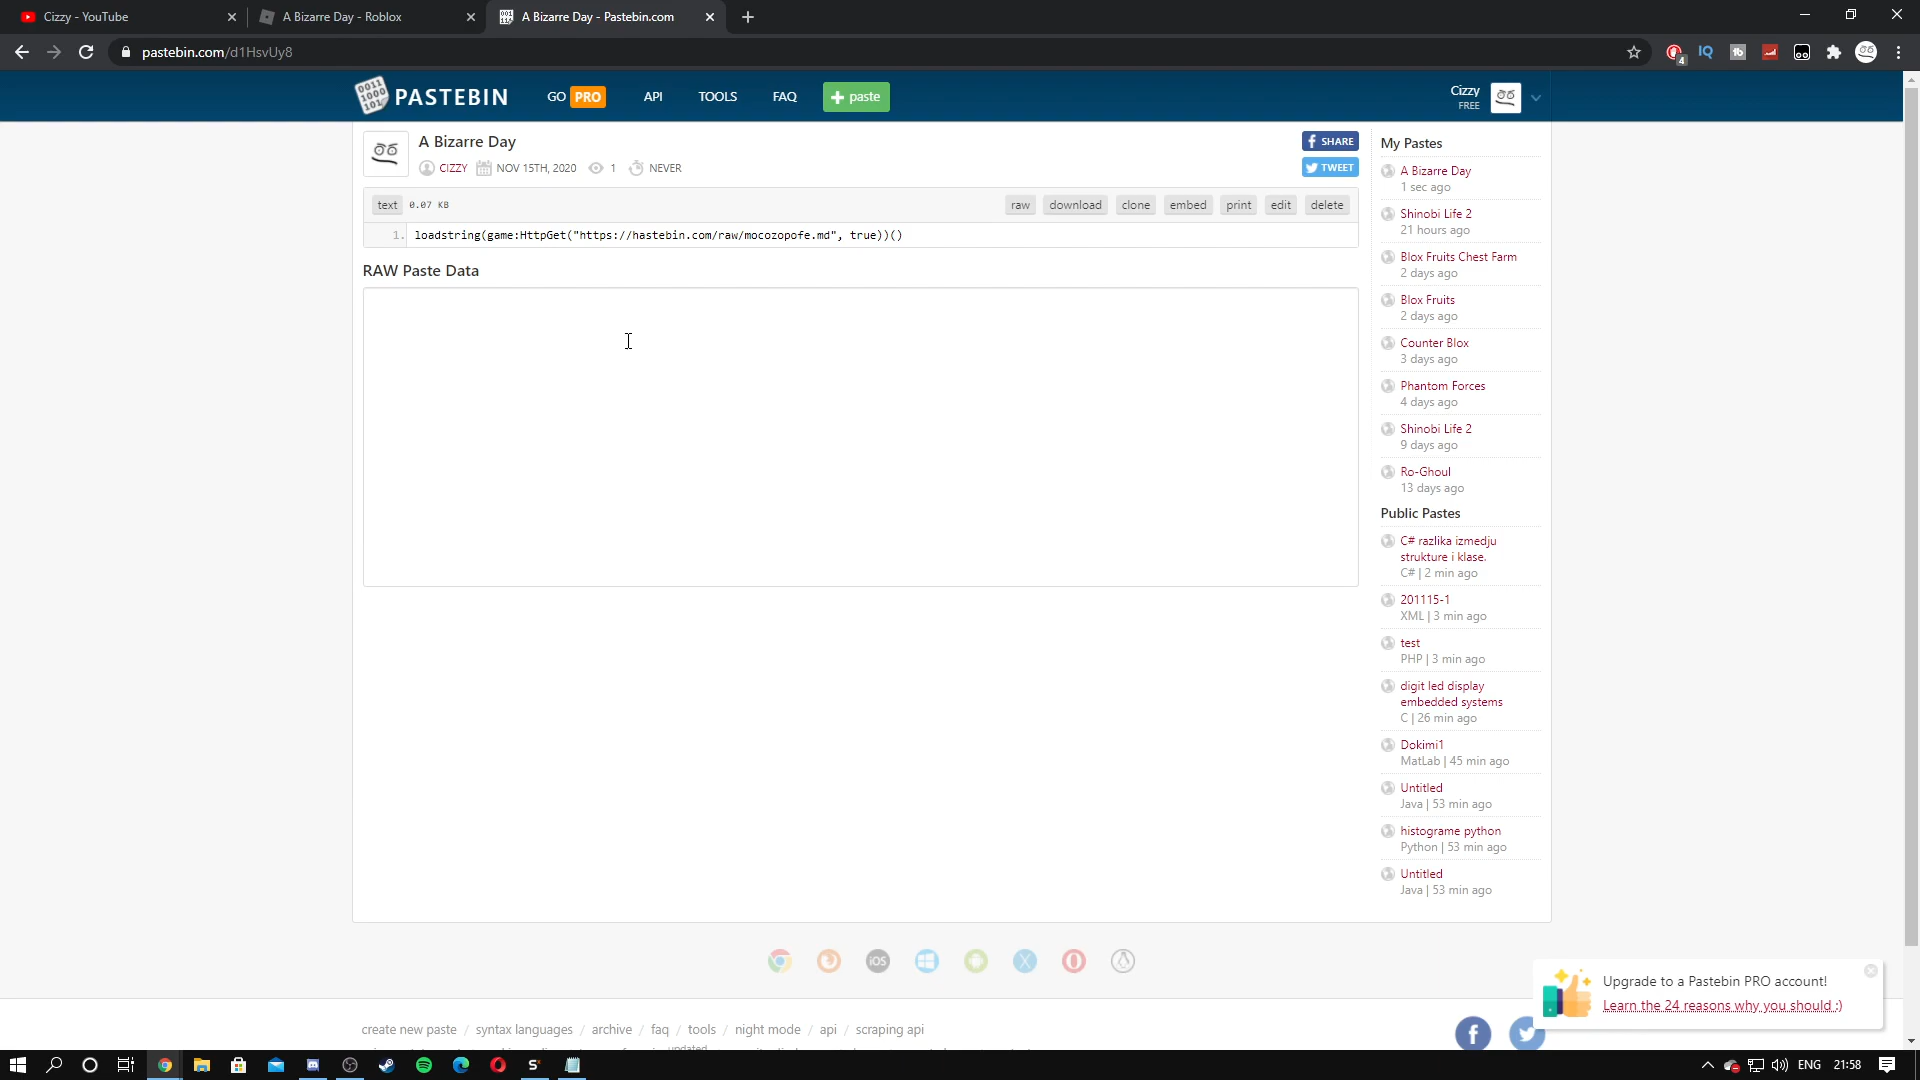 Cizzy - YouTube
A Bizarre Day - Roblox
A Bizarre Day - Pastebin.com
pastebin.com/d1HsvUy8
4
PASTEBIN
GO PRO
API
TOOLS
FAQ
+ paste
Cizzy
FREE
A Bizarre Day
CIZZY NOV 15TH, 2020 1 NEVER
SHARE
TWEET
text 0.07 KB
raw download clone embed print edit delete
1. loadstring(game:HttpGet("https://hastebin.com/raw/mocozopofe.md", true))()
RAW Paste Data
My Pastes
A Bizarre Day
1 sec ago
Shinobi Life 2
21 hours ago
Blox Fruits Chest Farm
2 days ago
Blox Fruits
2 days ago
Counter Blox
3 days ago
Phantom Forces
4 days ago
Shinobi Life 2
9 days ago
Ro-Ghoul
13 days ago
Public Pastes
C# razlika izmedju
strukture i klase.
C# | 2 min ago
201115-1
XML | 3 min ago
test
PHP | 3 min ago
digit led display
embedded systems
C | 26 min ago
Dokimi1
MatLab | 45 min ago
Untitled
Java | 53 min ago
histograme python
Python | 53 min ago
Untitled
Java | 53 min ago
iOS
Upgrade to a Pastebin PRO account!
Learn the 24 reasons why you should :)
create new paste / syntax languages / archive / faq / tools / night mode / api / scraping api
updated
ENG 21:58